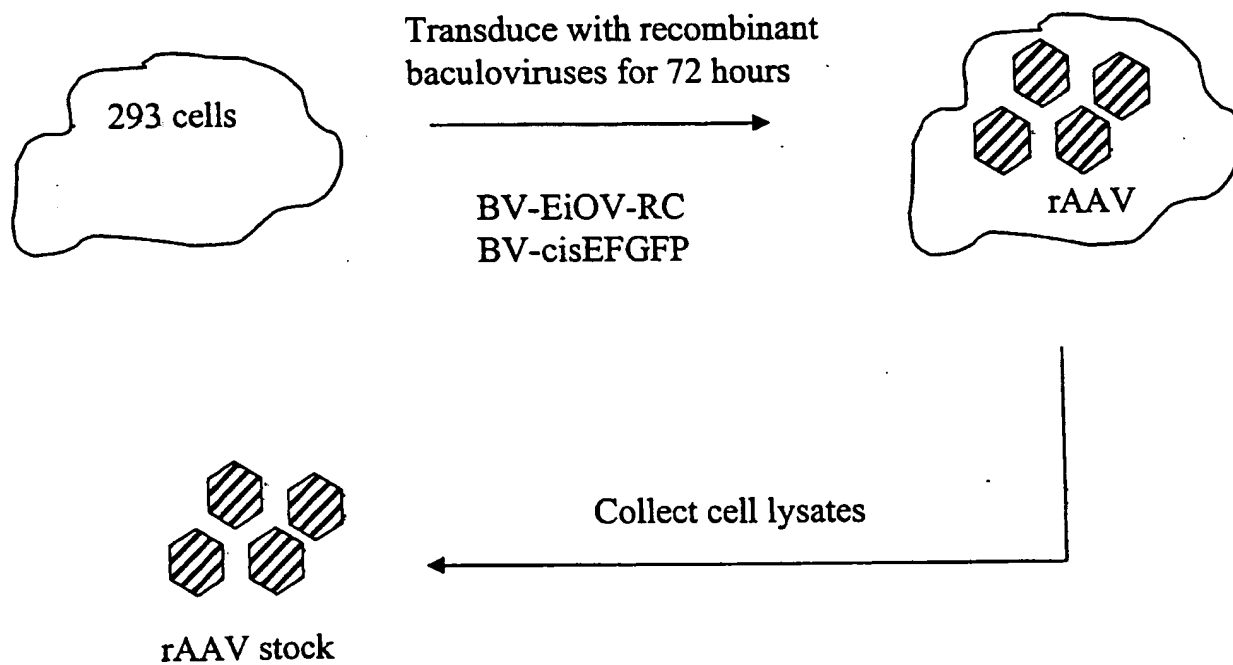 Transduce with recombinant
baculoviruses for 72 hours
293 cells
BV-EiOV-RC
BV-cisEFGFP
rAAV
Collect cell lysates
rAAV stock